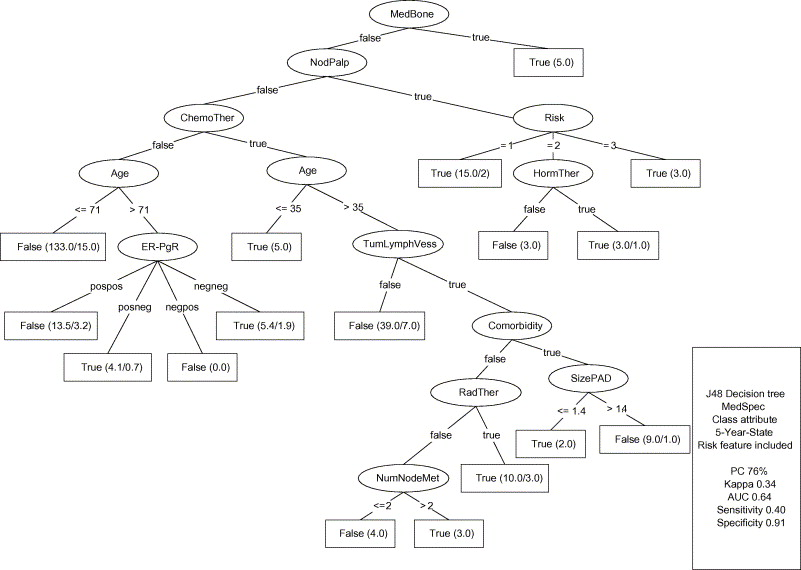 MedBone
false
true
NodPalp
True (5.0)
false
true
ChemoTher
Risk
false
true
= 1
= 2
= 3
Age
Age
True (15.0/2)
HormTher
True (3.0)
<= 71
> 71
<= 35
> 35
false
true
False (133.0/15.0)
ER-PgR
True (5.0)
TumLymphVess
False (3.0)
True (3.0/1.0)
pospos
posneg
negpos
negneg
false
true
False (13.5/3.2)
True (5.4/1.9)
False (39.0/7.0)
Comorbidity
True (4.1/0.7)
False (0.0)
false
true
RadTher
SizePAD
false
true
<= 1.4
> 14
True (2.0)
False (9.0/1.0)
NumNodeMet
True (10.0/3.0)
<=2
> 2
False (4.0)
True (3.0)
J48 Decision tree
MedSpec
Class attribute
5-Year-State
Risk feature included
PC 76%
Kappa 0.34
AUC 0.64
Sensitivity 0.40
Specificity 0.91